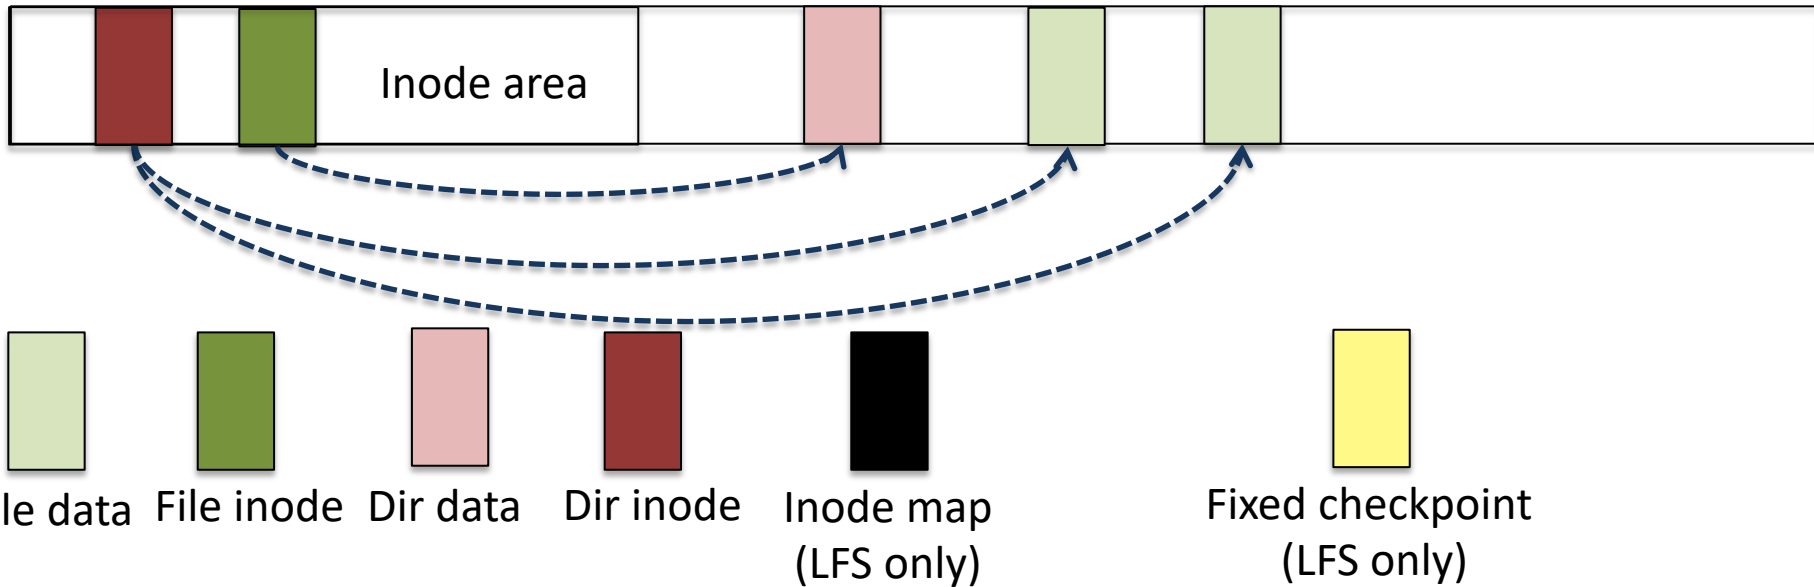 Inode area
le data File inode Dir data Dir inode Inode map Fixed checkpoint
(LFS only) (LFS only)